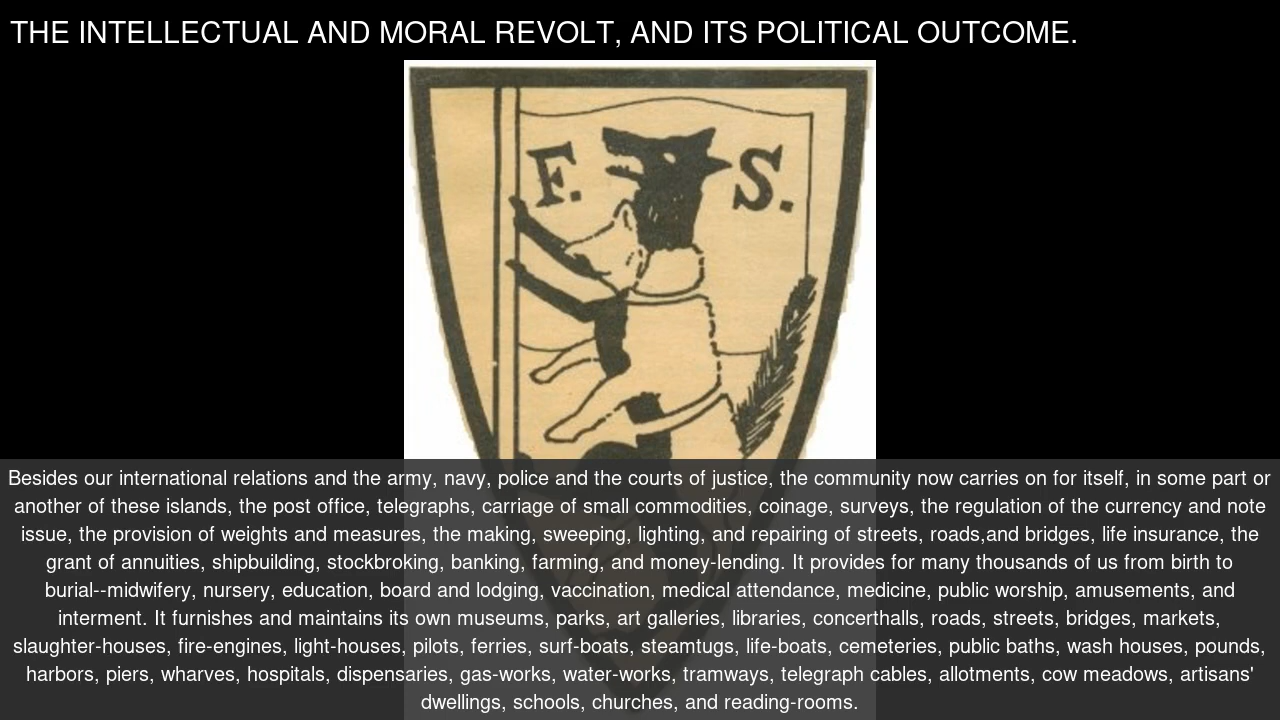 THE INTELLECTUAL AND MORAL REVOLT, AND ITS POLITICAL OUTCOME.
F. S.
Besides our international relations and the army, navy, police and the courts of justice, the community now carries on for itself, in some part or
another of these islands, the post office, telegraphs, carriage of small commodities, coinage, surveys, the regulation of the currency and note
issue, the provision of weights and measures, the making, sweeping, lighting, and repairing of streets, roads,and bridges, life insurance, the
grant of annuities, shipbuilding, stockbroking, banking, farming, and money-lending. It provides for many thousands of us from birth to
burial--midwifery, nursery, education, board and lodging, vaccination, medical attendance, medicine, public worship, amusements, and
interment. It furnishes and maintains its own museums, parks, art galleries, libraries, concerthalls, roads, streets, bridges, markets,
slaughter-houses, fire-engines, light-houses, pilots, ferries, surf-boats, steamtugs, life-boats, cemeteries, public baths, wash houses, pounds,
harbors, piers, wharves, hospitals, dispensaries, gas-works, water-works, tramways, telegraph cables, allotments, cow meadows, artisans'
dwellings, schools, churches, and reading-rooms.